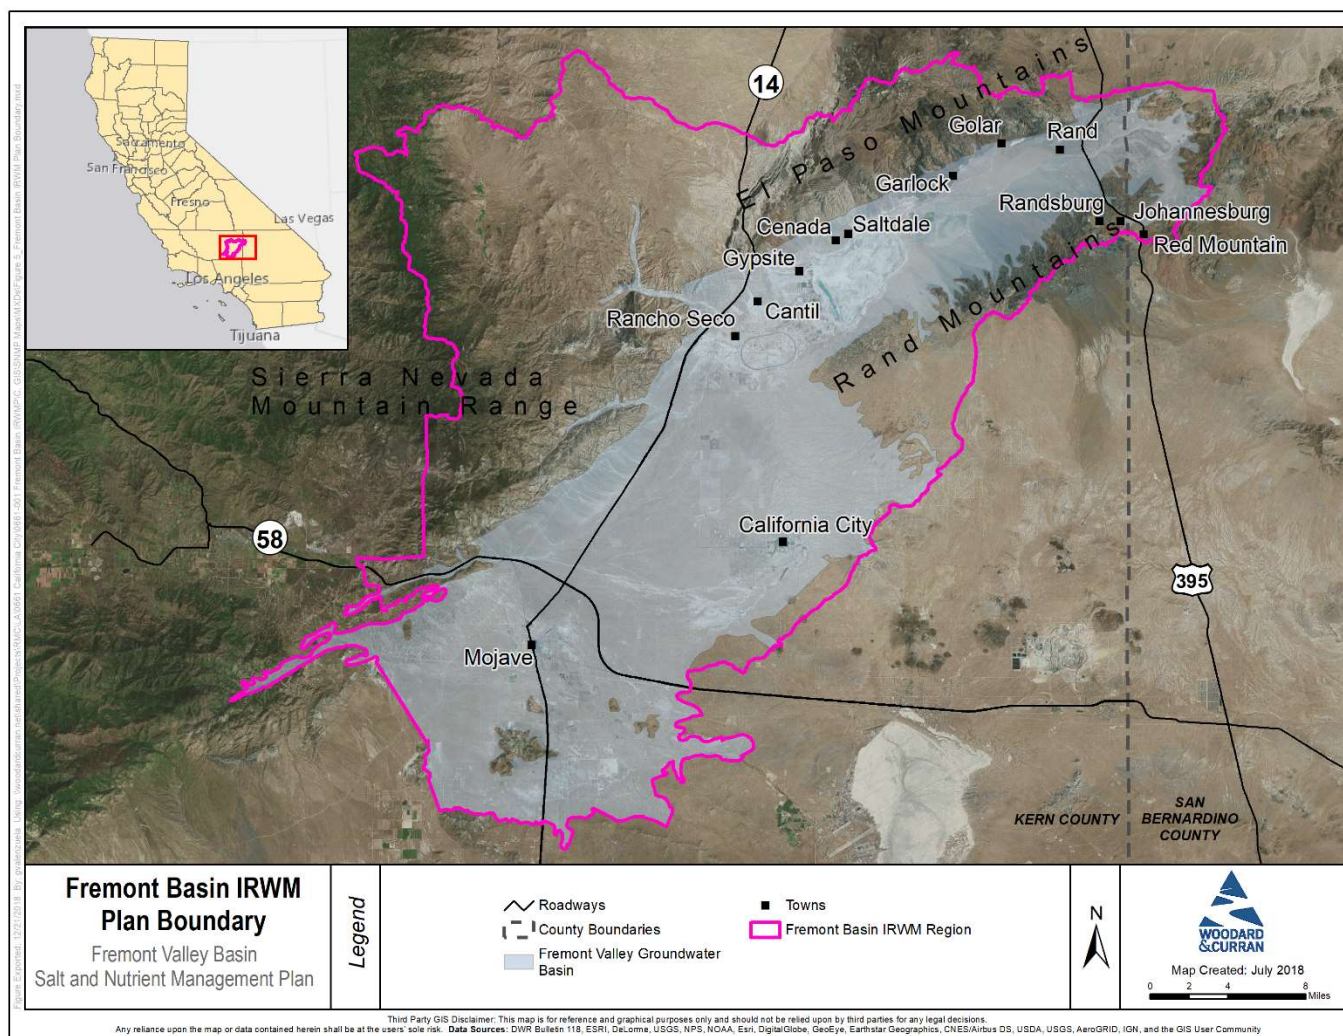 Sacramento
San Francisco
Fresno
Las Vegas
Los Angeles
Tijuana
14
El Paso Mountains
Golar
Rand
Garlock
Randsburg
Johannesburg
Red Mountain
Cenada
Saltdale
Gypsite
Cantil
Rancho Seco
Rand Mountains
Sierra Nevada
Mountain Range
58
California City
395
Mojave
KERN COUNTY
SAN
BERNARDINO
COUNTY
Fremont Basin IRWM
Plan Boundary
Fremont Valley Basin
Salt and Nutrient Management Plan
Legend
Roadways
County Boundaries
Fremont Valley Groundwater
Basin
Towns
Fremont Basin IRWM Region
N
WOODARD
&CURRAN
Map Created: July 2018
0 2 4 8
Miles
Third Party GIS Disclaimer: This map is for reference and graphical purposes only and should not be relied upon by third parties for any legal decisions.
Any reliance upon the map or data contained herein shall be at the users' sole risk. Data Sources: DWR Bulletin 118, ESRI, DeLorme, USGS, NPS, NOAA, Esri, DigitalGlobe, GeoEye, Earthstar Geographics, CNES/Airbus DS, USDA, USGS, AeroGRID, IGN, and the GIS User Community
Figure Exported: 12/21/2018